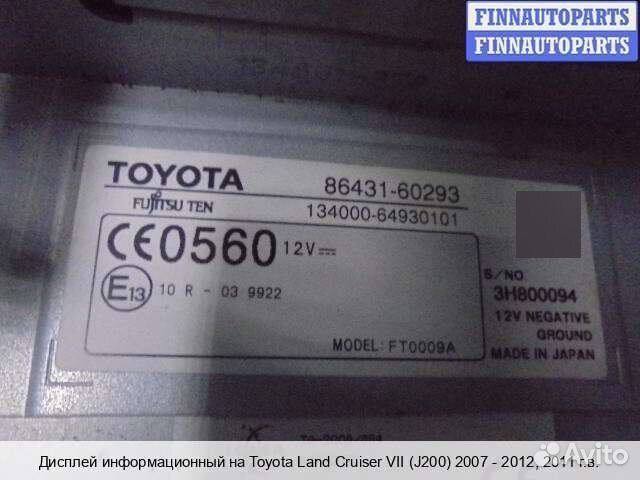 FINNAUTOPARTS
FINNAUTOPARTS
TOYOTA
86431-60293
FUJITSU TEN
134000-64930101
CE0560 12V
E13 10 R - 03 9922
MODEL: FT0009A
S/NO.
3H800094
12V NEGATIVE
GROUND
MADE IN JAPAN
Avito
Дисплей информационный на Toyota Land Cruiser VII (J200) 2007 - 2012, 2011 г.в.